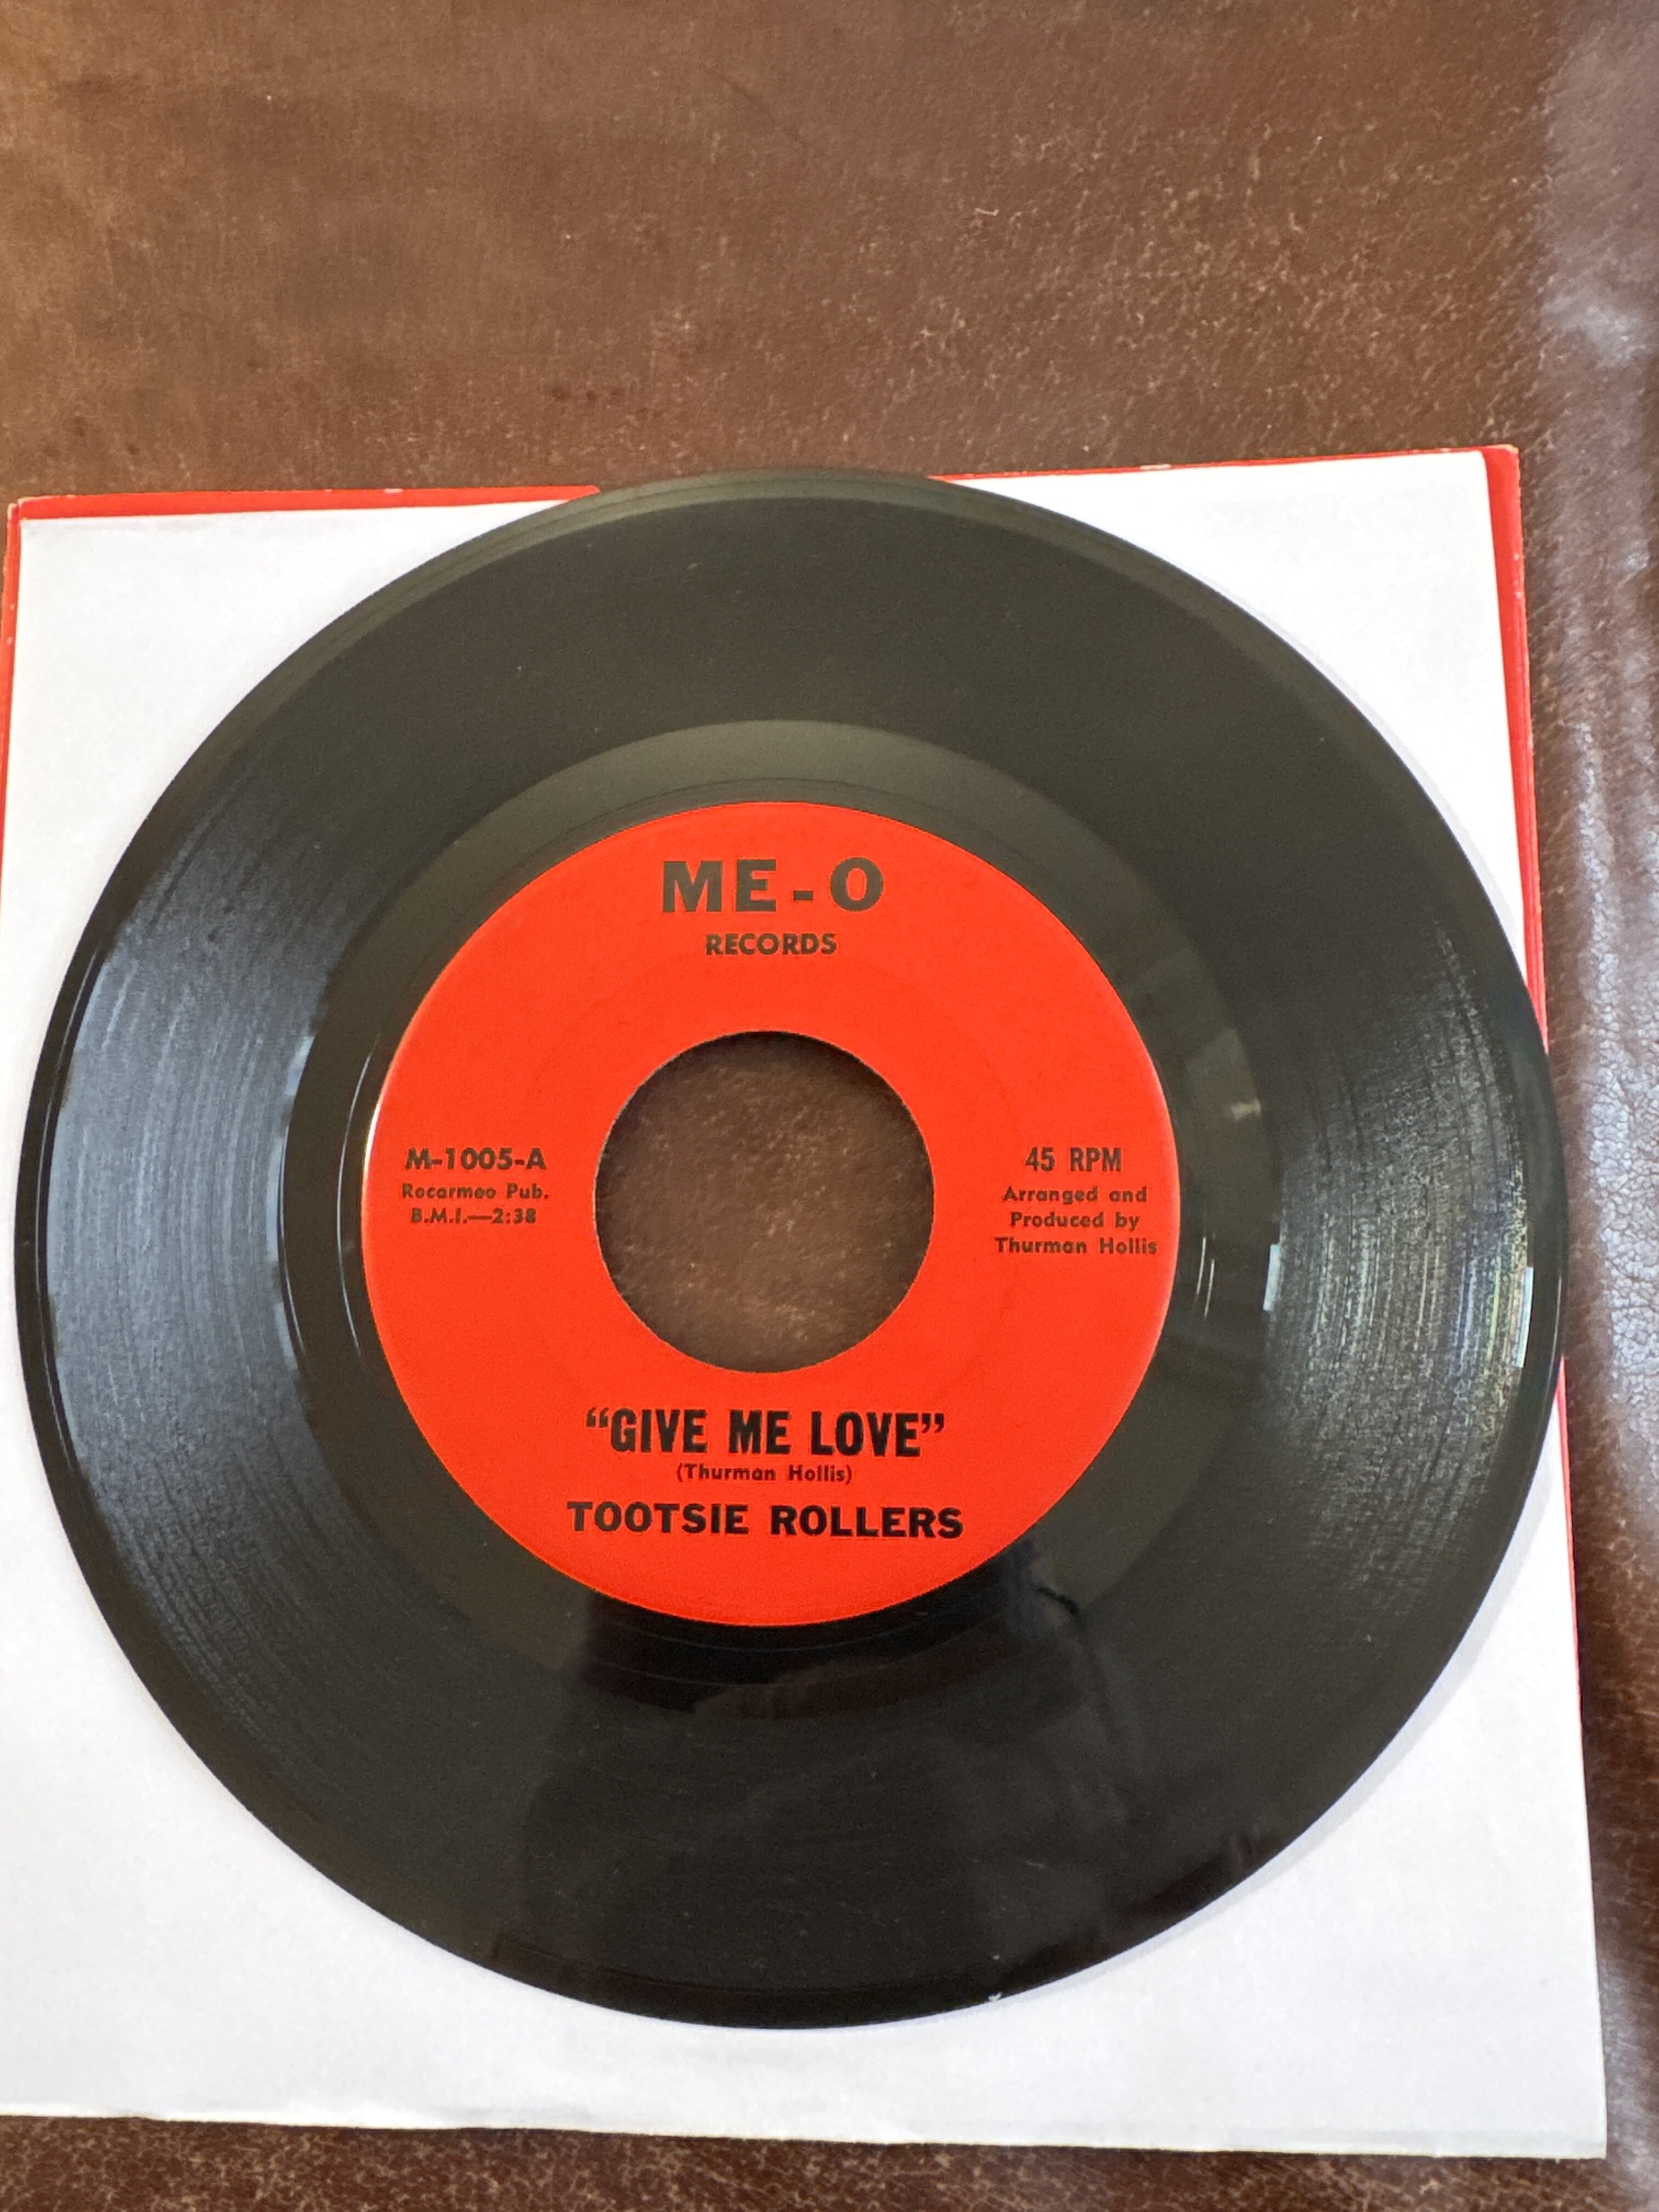 ME-O
RECORDS
M-1005-A
Rocarmeo Pub.
B.M.I.—2:38
45 RPM
Arranged and
Produced by
Thurman Hollis
“GIVE ME LOVE”
(Thurman Hollis)
TOOTSIE ROLLERS